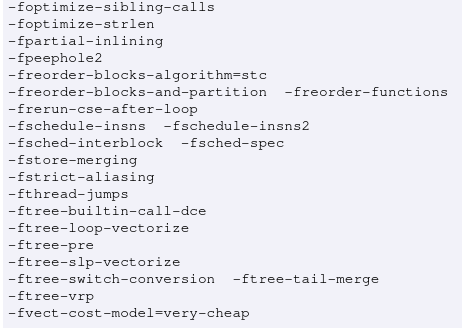 -foptimize-sibling-calls
-foptimize-strlen
-fpartial-inlining
-fpeephole2
-freorder-blocks-algorithm=stc
-freorder-blocks-and-partition  -freorder-functions
-frerun-cse-after-loop
-fschedule-insns  -fschedule-insns2
-fsched-interblock  -fsched-spec
-fstore-merging
-fstrict-aliasing
-fthread-jumps
-ftree-builtin-call-dce
-ftree-loop-vectorize
-ftree-pre
-ftree-slp-vectorize
-ftree-switch-conversion  -ftree-tail-merge
-ftree-vrp
-fvect-cost-model=very-cheap